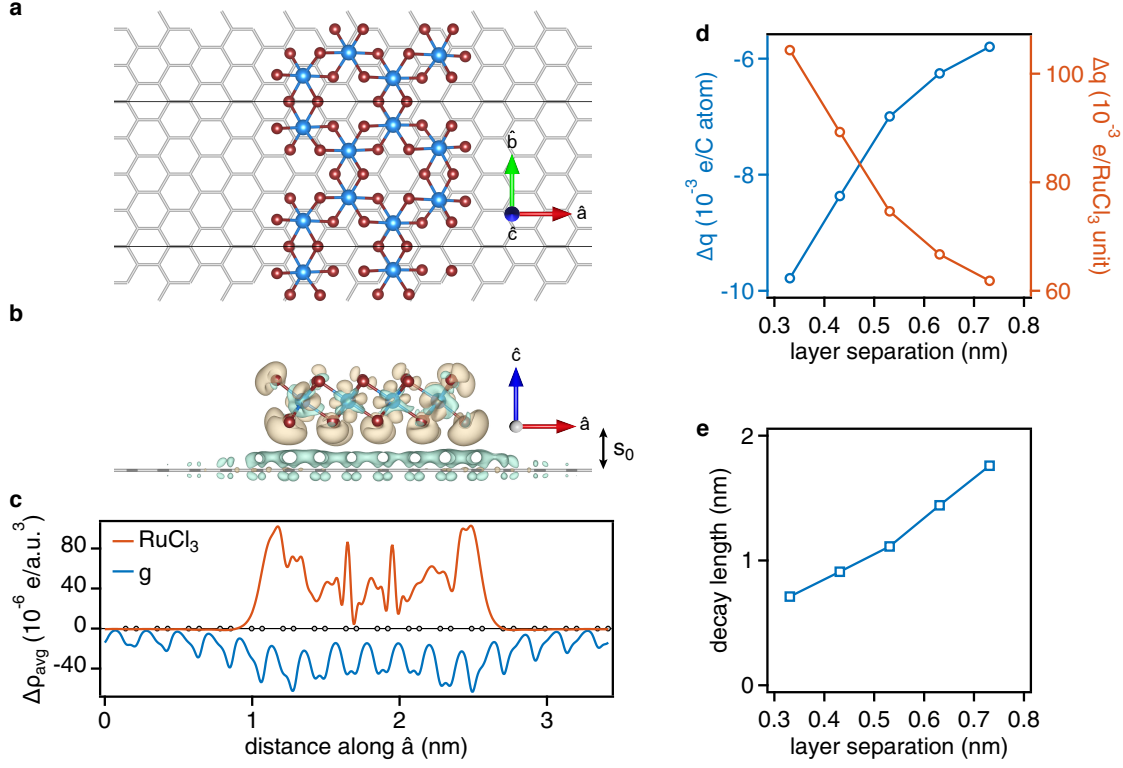 a
b̂
â
ĉ
b
ĉ
â
s₀
c
Δρavg (10⁻⁶ e/a.u.³)
80
40
0
-40
RuCl₃
g
0
1
2
3
distance along â (nm)
d
Δq (10⁻³ e/C atom)
-6
-8
-10
100
80
60
Δq (10⁻³ e/RuCl₃ unit)
0.3
0.4
0.5
0.6
0.7
0.8
layer separation (nm)
e
decay length (nm)
2
1
0
0.3
0.4
0.5
0.6
0.7
0.8
layer separation (nm)